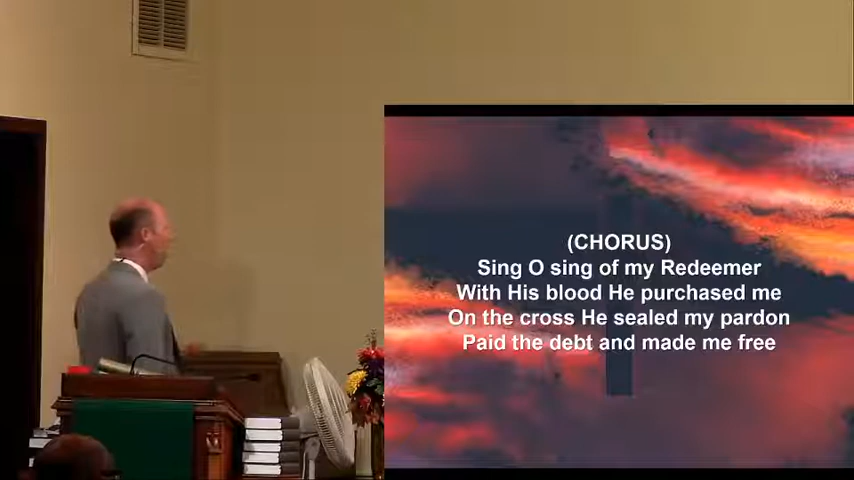 (CHORUS)
Sing O sing of my Redeemer
With His blood He purchased me
On the cross He sealed my pardon
Paid the debt and made me free